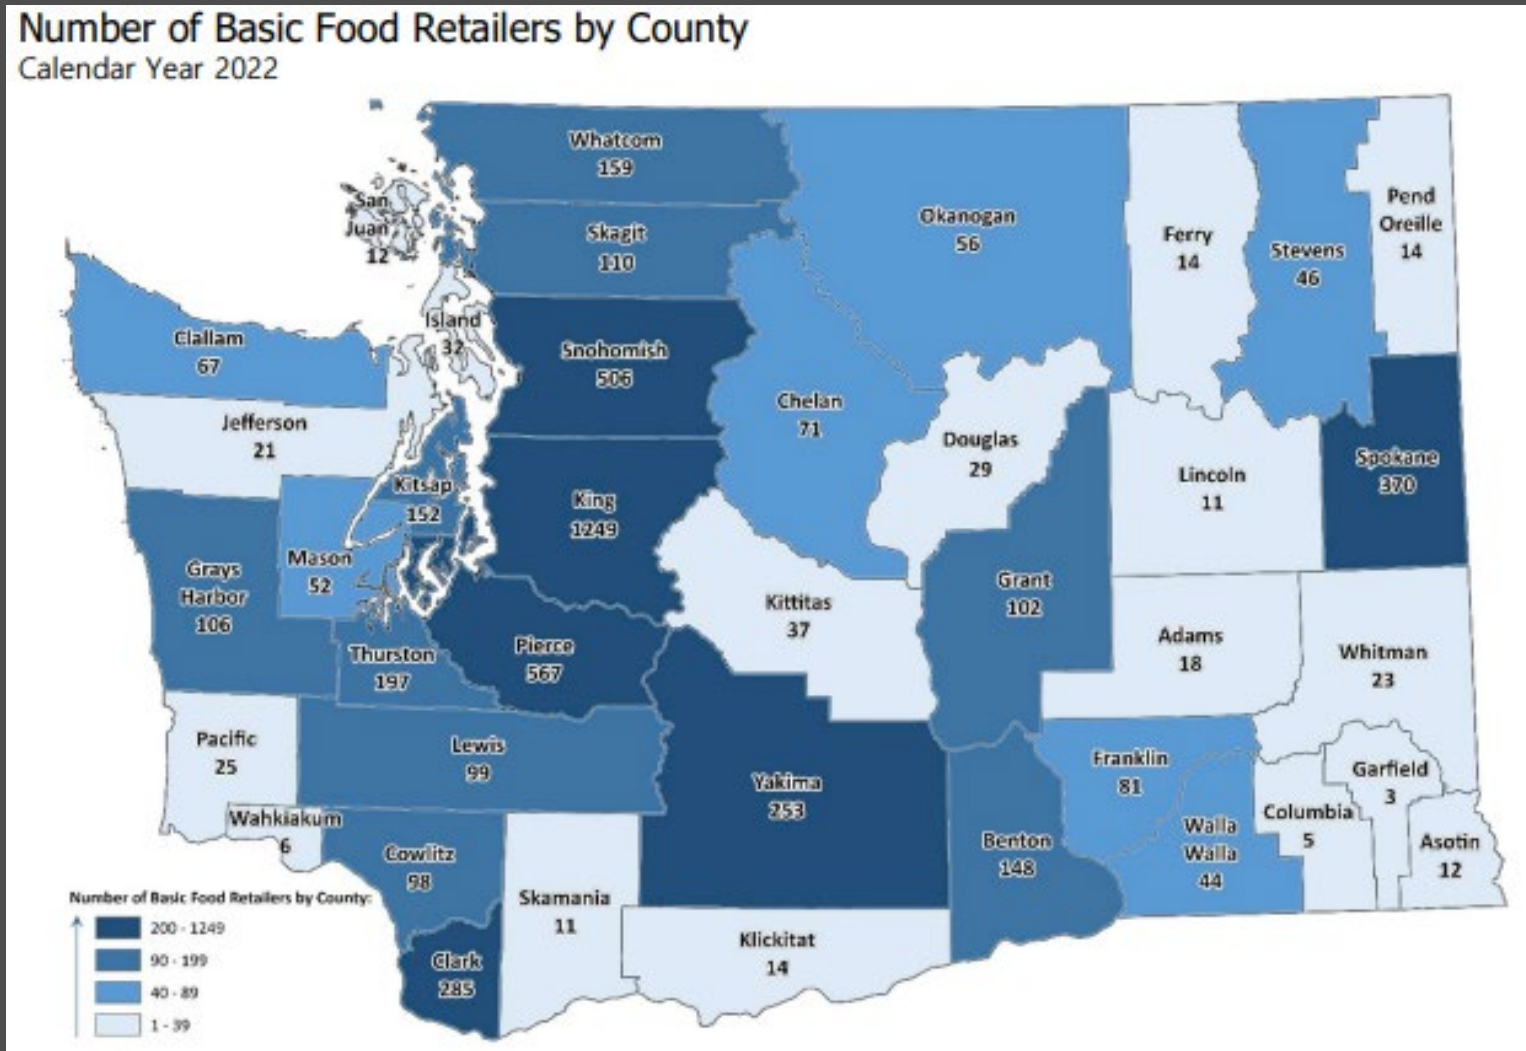 Number of Basic Food Retailers by County
Calendar Year 2022
Whatcom
159
San
Juan
12
Skagit
110
Okanogan
56
Ferry
14
Stevens
46
Pend
Oreille
14
Island
32
Clallam
67
Snohomish
506
Chelan
71
Jefferson
21
Douglas
29
Kitsap
152
King
1249
Lincoln
11
Spokane
370
Grays
Harbor
106
Mason
52
Kittitas
37
Grant
102
Adams
18
Whitman
23
Thurston
197
Pierce
567
Pacific
25
Lewis
99
Yakima
253
Franklin
81
Garfield
3
Wahkiakum
6
Cowlitz
98
Benton
148
Walla
Walla
44
Columbia
5
Asotin
12
Skamania
11
Klickitat
14
Clark
285
Number of Basic Food Retailers by County:
200 - 1249
90 - 199
40 - 89
1 - 39